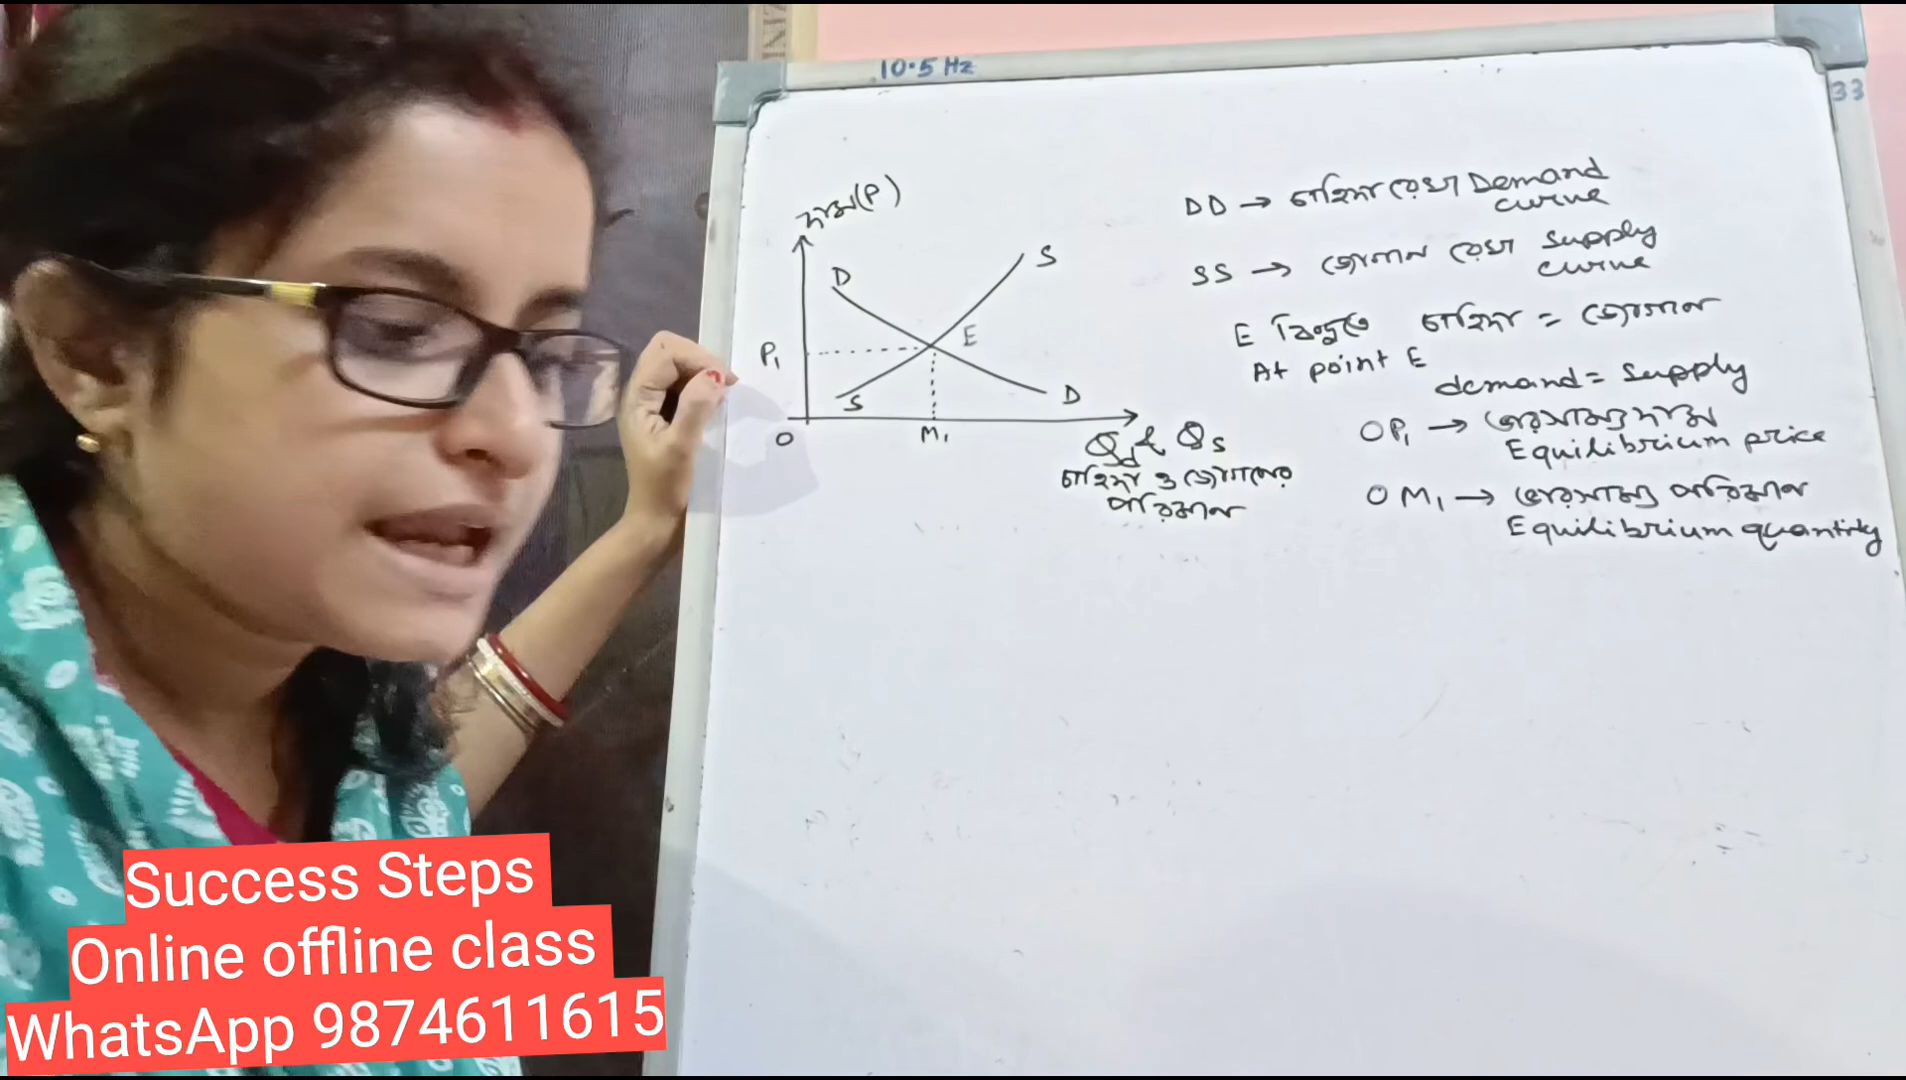 10.5 Hz
33
দাম(P)
D
S
E
P₁
S
D
O
M₁
Qd & Qs
চাহিদা ও জোগানের
পরিমাণ
DD → চাহিদা রেখা Demand
curve
SS → জোগান রেখা Supply
curve
E বিন্দুতে চাহিদা = জোগান
At point E
demand = Supply
OP₁ → ভারসাম্য দাম
Equilibrium price
OM₁ → ভারসাম্য পরিমাণ
Equilibrium quantity
Success Steps
Online offline class
WhatsApp 9874611615